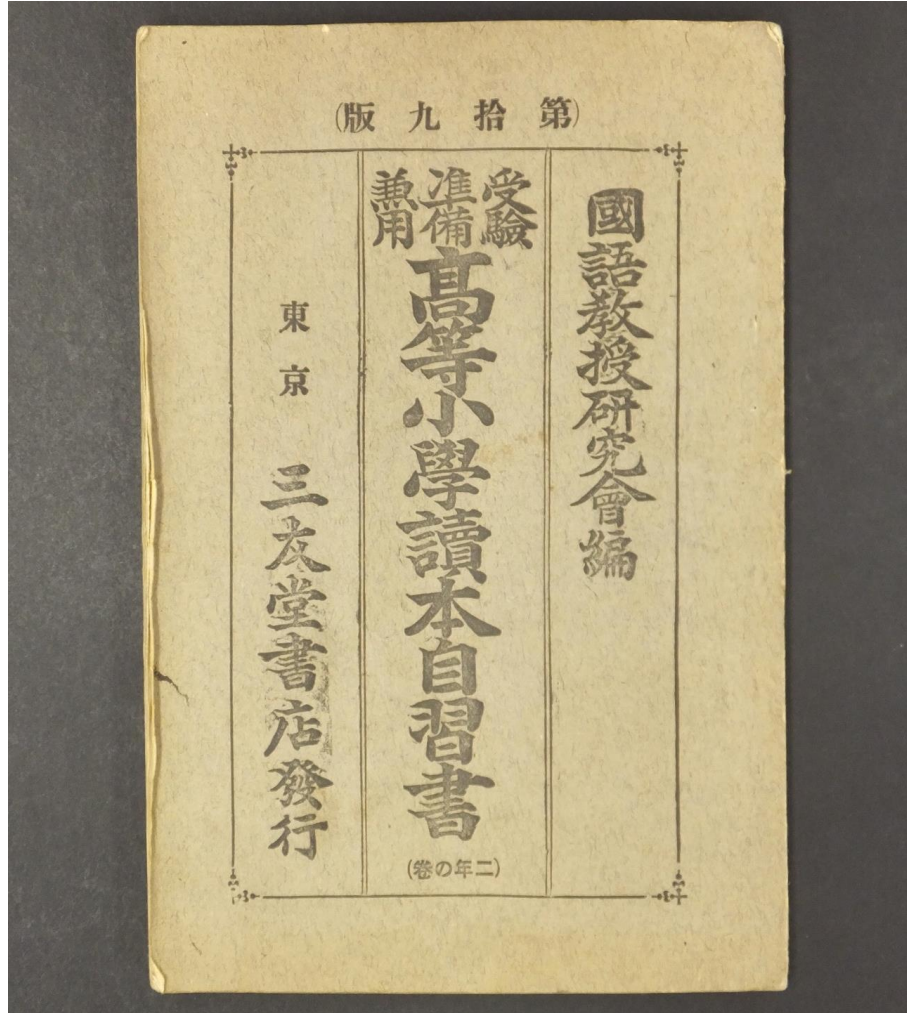 (第拾九版)
國語教授研究會編
受驗
準備
兼用
高等小學讀本自習書
(二年の卷)
東京 三友堂書店發行